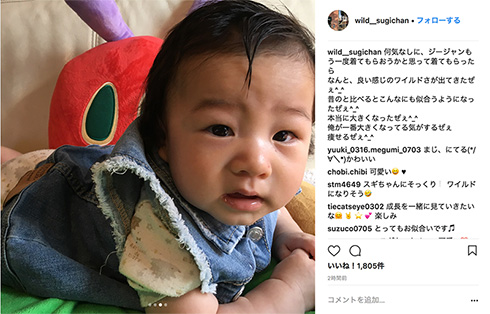 wild__sugichan • フォローする
wild__sugichan 何気なしに、ジージャンも
う一度着てもらおうかと思って着てもらった
ら
なんと、良い感じのワイルドさが出てきたぜ
ぇ^_^
昔のと比べるとこんなにも似合うようになっ
たぜぇ^_^
本当に大きくなったぜぇ^_^
俺が一番大きくなってる気がするぜぇ
痩せるぜぇ^_^
yuuki_0316.megumi_0703 まじ、にてる(*/
∀＼*)かわいい
chobi.chibi 可愛い😄♥
stm4649 スギちゃんにそっくり❕ ワイルド
になりそう🤣
tiecatseye0302 成長を一緒に見ていきたい
な😊✌️⭐💕 楽しみ
suzuco0705 とってもお似合いです🎵
いいね！1,805件
2時間前
コメントを追加...